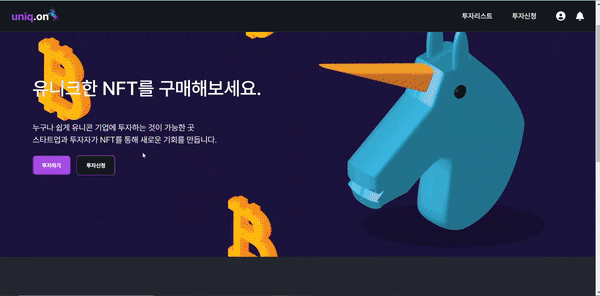 uniq.on
투자리스트 투자신청
유니크한 NFT를 구매해보세요.
누구나 쉽게 유니콘 기업에 투자하는 것이 가능한 곳
스타트업과 투자자가 NFT를 통해 새로운 기회를 만듭니다.
투자하기 투자신청